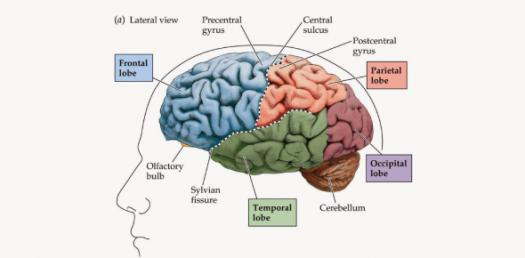 (a) Lateral view
Precentral
gyrus
Central
sulcus
Postcentral
gyrus
Frontal
lobe
Parietal
lobe
Olfactory
bulb
Sylvian
fissure
Temporal
lobe
Cerebellum
Occipital
lobe